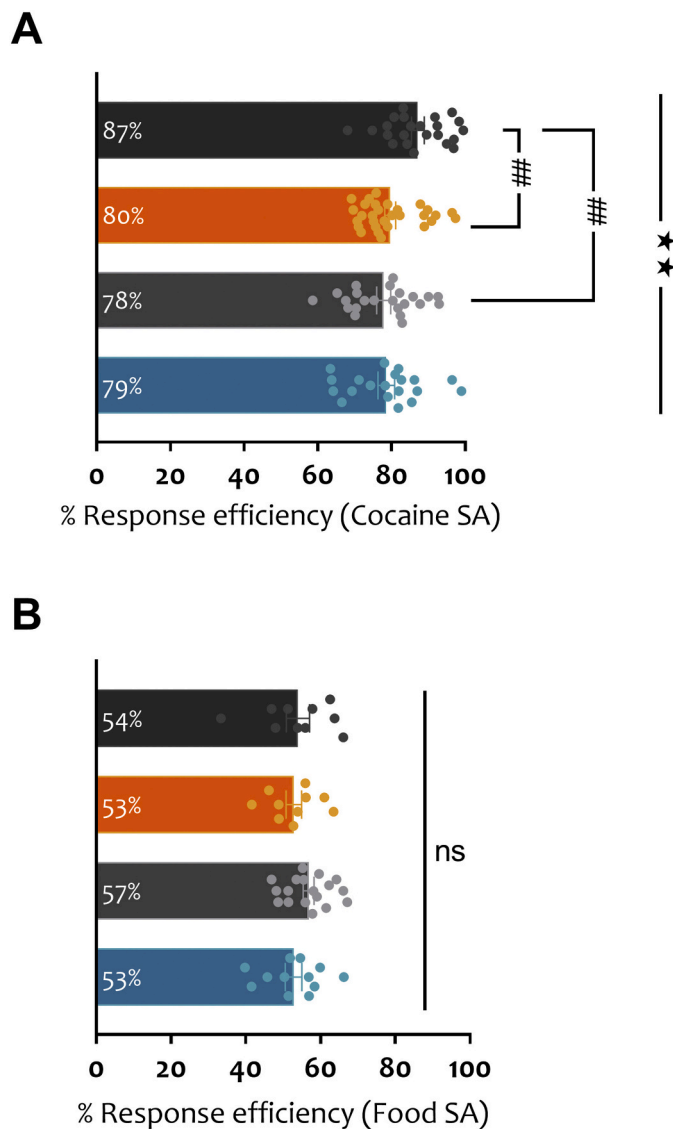 A
87%
80%
78%
79%
##
##
★★
0 20 40 60 80 100
% Response efficiency (Cocaine SA)
B
54%
53%
57%
53%
ns
0 20 40 60 80 100
% Response efficiency (Food SA)